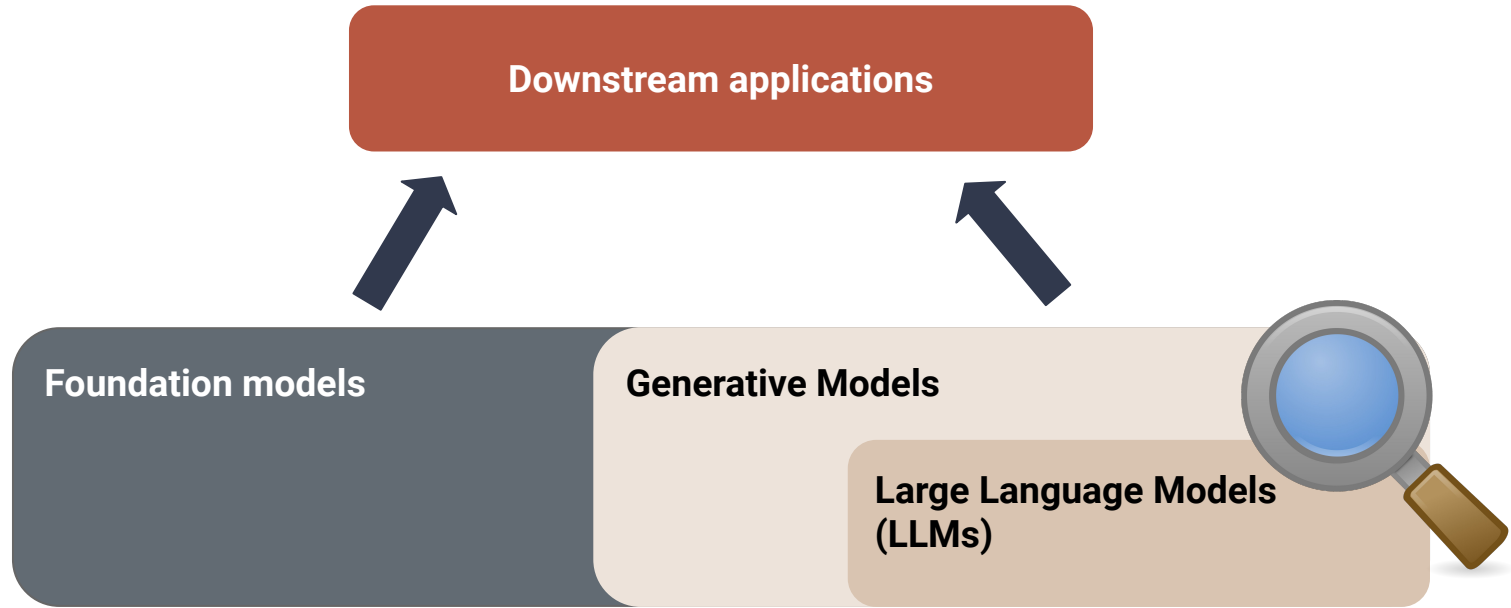 Downstream applications
Foundation models
Generative Models
Large Language Models
(LLMs)